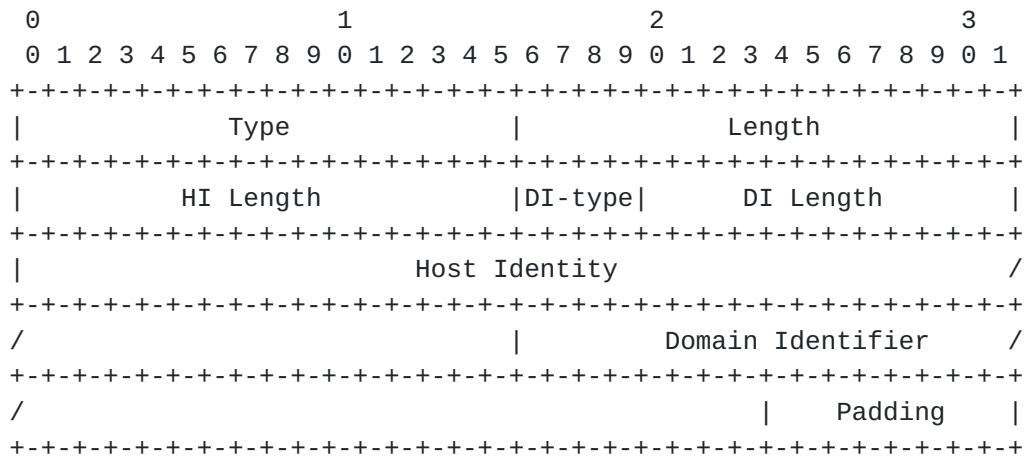 0                   1                   2                   3
 0 1 2 3 4 5 6 7 8 9 0 1 2 3 4 5 6 7 8 9 0 1 2 3 4 5 6 7 8 9 0 1
+-+-+-+-+-+-+-+-+-+-+-+-+-+-+-+-+-+-+-+-+-+-+-+-+-+-+-+-+-+-+-+-+
|             Type              |             Length            |
+-+-+-+-+-+-+-+-+-+-+-+-+-+-+-+-+-+-+-+-+-+-+-+-+-+-+-+-+-+-+-+-+
|          HI Length            |DI-type|      DI Length        |
+-+-+-+-+-+-+-+-+-+-+-+-+-+-+-+-+-+-+-+-+-+-+-+-+-+-+-+-+-+-+-+-+
|                         Host Identity                         /
+-+-+-+-+-+-+-+-+-+-+-+-+-+-+-+-+-+-+-+-+-+-+-+-+-+-+-+-+-+-+-+-+
/                               |         Domain Identifier     /
+-+-+-+-+-+-+-+-+-+-+-+-+-+-+-+-+-+-+-+-+-+-+-+-+-+-+-+-+-+-+-+-+
/                                               |    Padding    |
+-+-+-+-+-+-+-+-+-+-+-+-+-+-+-+-+-+-+-+-+-+-+-+-+-+-+-+-+-+-+-+-+